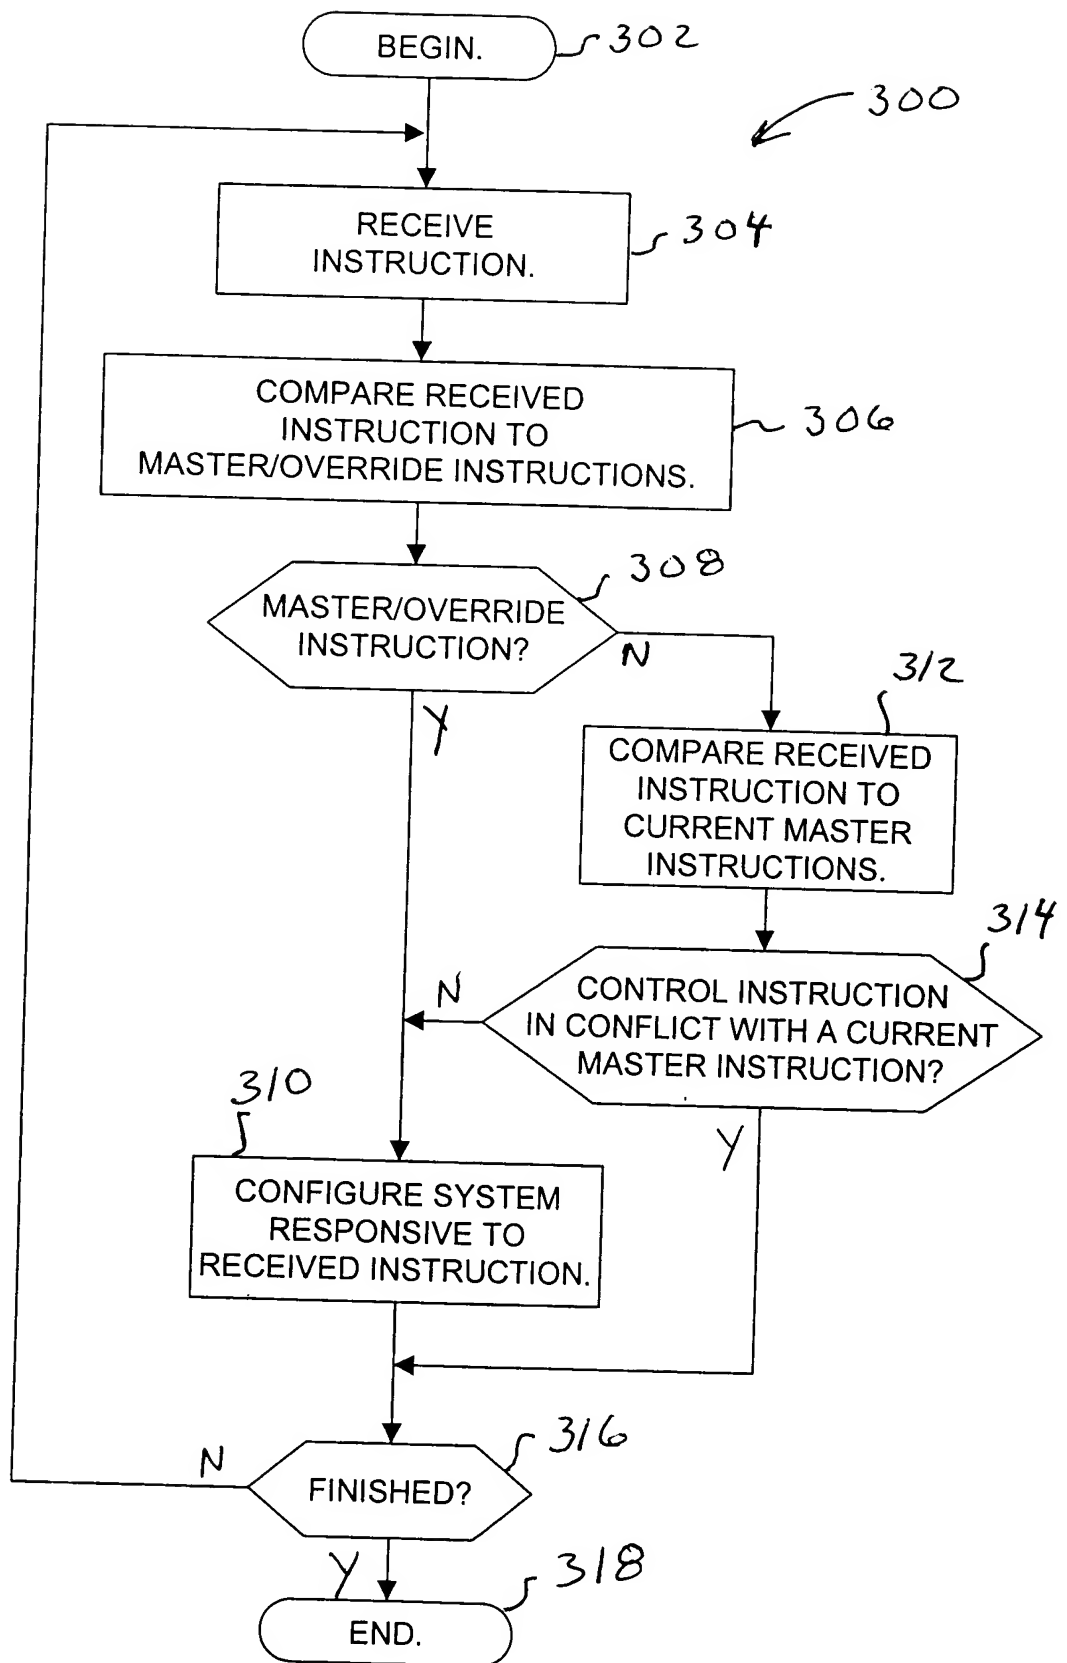 BEGIN.
302
300
RECEIVE
INSTRUCTION.
304
COMPARE RECEIVED
INSTRUCTION TO
MASTER/OVERRIDE INSTRUCTIONS.
306
MASTER/OVERRIDE
INSTRUCTION?
308
N
Y
312
COMPARE RECEIVED
INSTRUCTION TO
CURRENT MASTER
INSTRUCTIONS.
314
CONTROL INSTRUCTION
IN CONFLICT WITH A CURRENT
MASTER INSTRUCTION?
N
Y
310
CONFIGURE SYSTEM
RESPONSIVE TO
RECEIVED INSTRUCTION.
316
FINISHED?
N
Y
318
END.